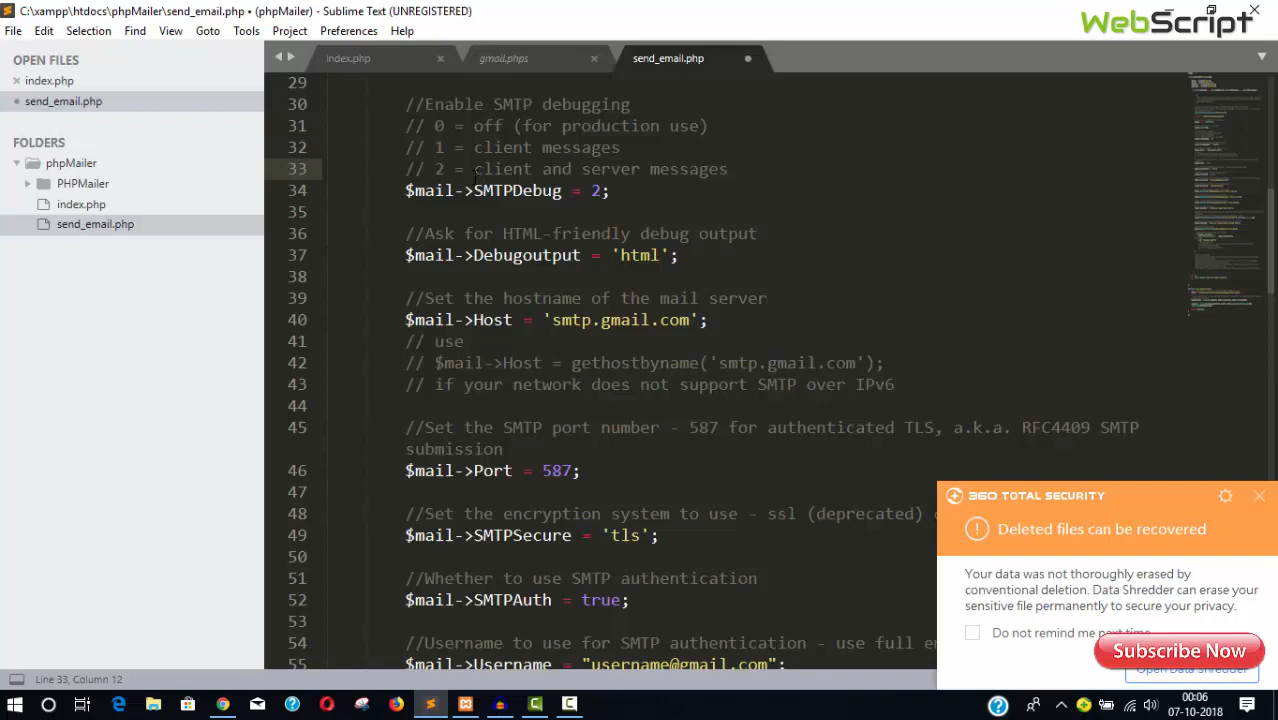 C:\xampp\htdocs\phpMailer\send_email.php • (phpMailer) - Sublime Text (UNREGISTERED)
WebScript
File Edit Selection Find View Goto Tools Project Preferences Help
OPEN FILES
index.php
send_email.php
FOLDERS
phpMailer
PHPMailer
index.php
send_email.php
index.php gmail.phps send_email.php
29
30 //Enable SMTP debugging
31 // 0 = off (for production use)
32 // 1 = client messages
33 // 2 = client and server messages
34 $mail->SMTPDebug = 2;
35
36 //Ask for HTML-friendly debug output
37 $mail->Debugoutput = 'html';
38
39 //Set the hostname of the mail server
40 $mail->Host = 'smtp.gmail.com';
41 // use
42 // $mail->Host = gethostbyname('smtp.gmail.com');
43 // if your network does not support SMTP over IPv6
44
45 //Set the SMTP port number - 587 for authenticated TLS, a.k.a. RFC4409 SMTP
submission
46 $mail->Port = 587;
47
48 //Set the encryption system to use - ssl (deprecated)
49 $mail->SMTPSecure = 'tls';
50
51 //Whether to use SMTP authentication
52 $mail->SMTPAuth = true;
53
54 //Username to use for SMTP authentication - use full
55 $mail->Username = "username@gmail.com";
360 TOTAL SECURITY
Deleted files can be recovered
Your data was not thoroughly erased by
conventional deletion. Data Shredder can erase your
sensitive file permanently to secure your privacy.
Do not remind me next time
Subscribe Now
Open Data Shredder
Line 33, Column 12
00:06
07-10-2018